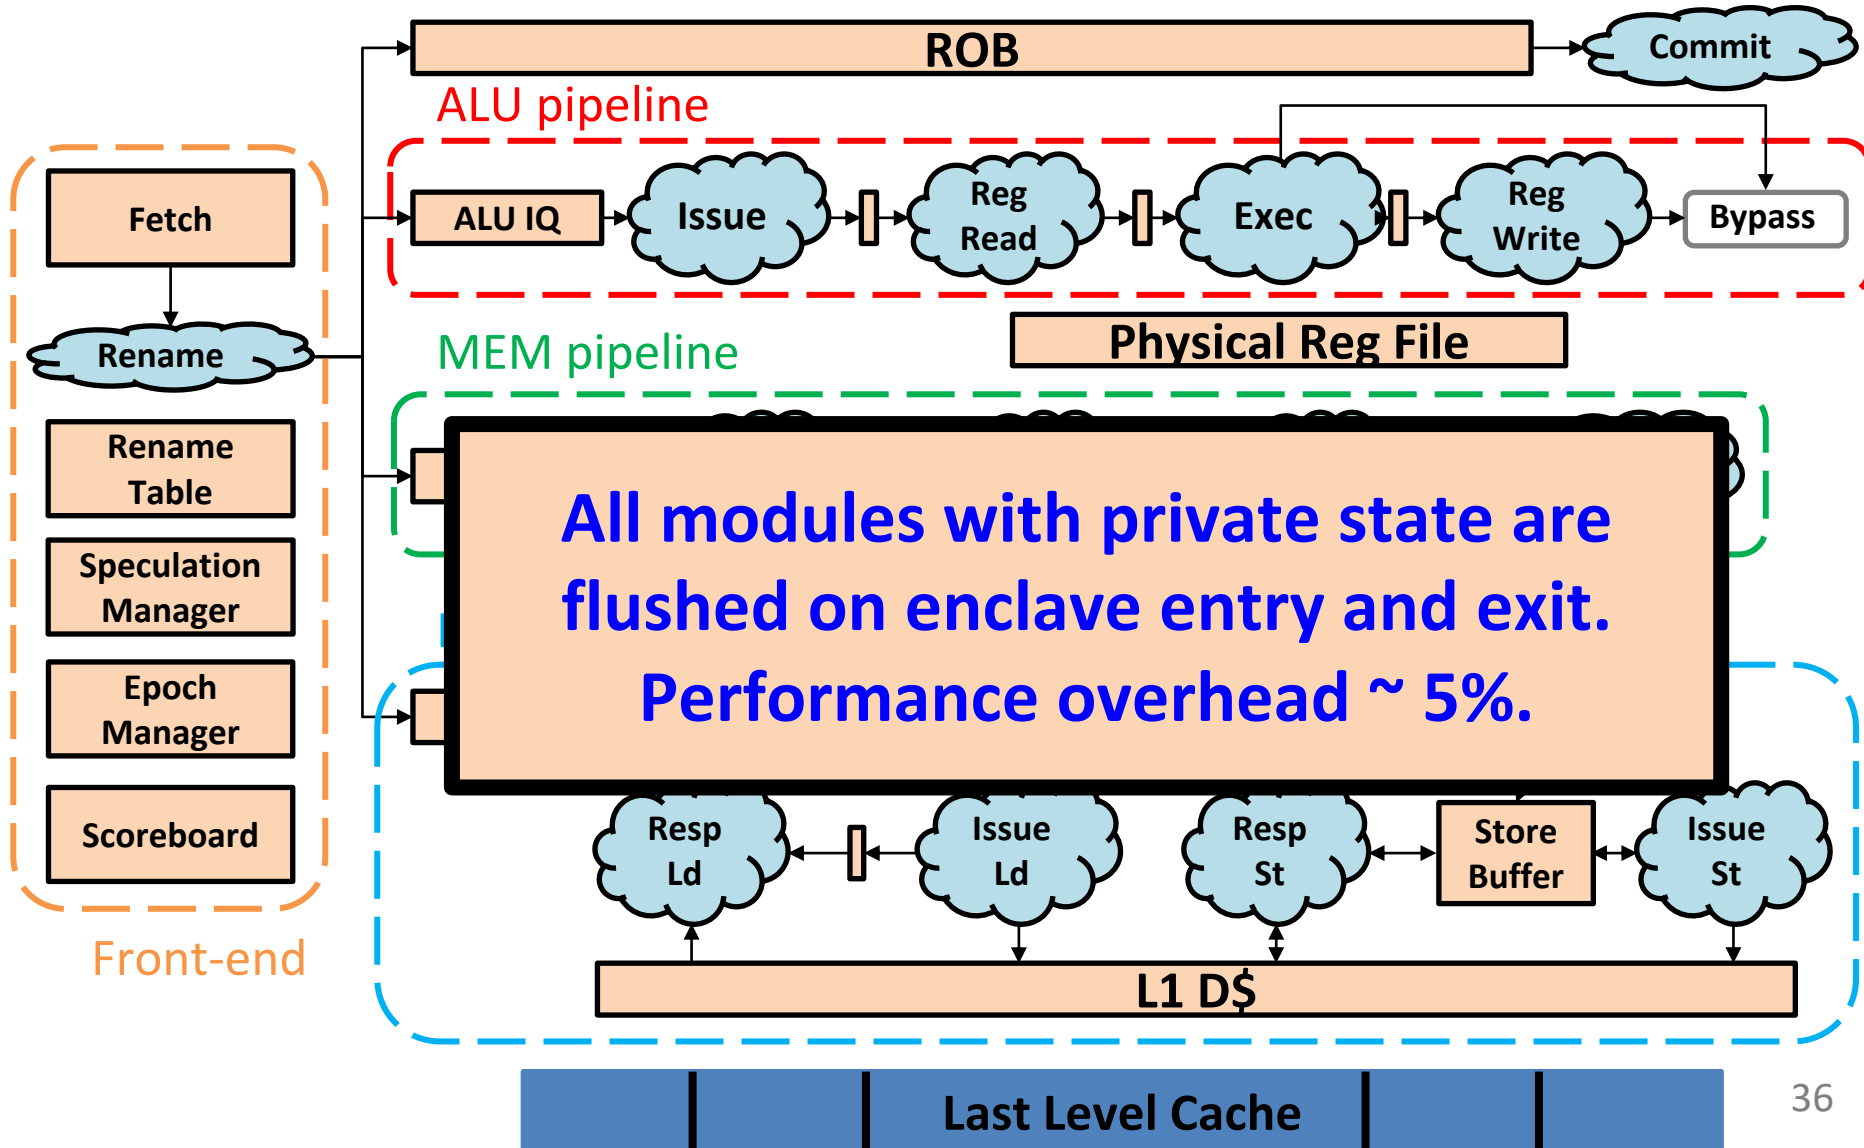 ROB
Commit
ALU pipeline
Fetch
ALU IQ
Issue
Reg
Read
Exec
Reg
Write
Bypass
Rename
MEM pipeline
Physical Reg File
Rename
Table
Speculation
Manager
Epoch
Manager
Scoreboard
Front-end
All modules with private state are
flushed on enclave entry and exit.
Performance overhead ~ 5%.
Resp
Ld
Issue
Ld
Resp
St
Store
Buffer
Issue
St
L1 D$
Last Level Cache
36